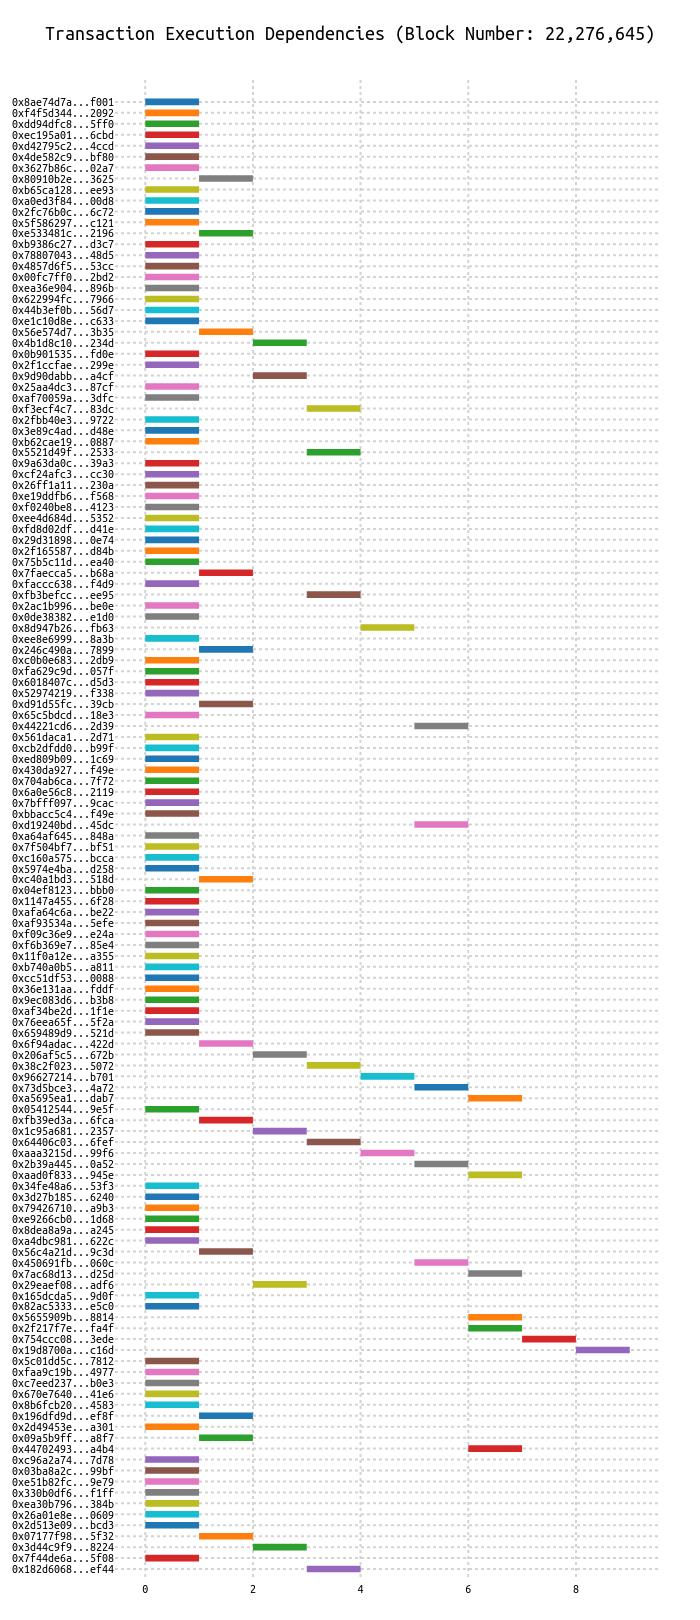 Transaction Execution Dependencies (Block Number: 22,276,645)
0x8ae74d7a...f001
0xf4f5d344...2092
0xdd94dfc8...5ff0
0xec195a01...6cbd
0xd42795c2...4ccd
0x4de582c9...bf80
0x3627b86c...02a7
0x80910b2e...3625
0xb65ca128...ee93
0xa0ed3f84...00d8
0x2fc76b0c...6c72
0x5f586297...c121
0xe533481c...2196
0xb9386c27...d3c7
0x78807043...48d5
0x4857d6f5...53cc
0x00fc7ff0...2bd2
0xea36e904...896b
0x622994fc...7966
0x44b3ef0b...56d7
0xe1c10d8e...c633
0x56e574d7...3b35
0x4b1d8c10...234d
0x0b901535...fd0e
0x2f1ccfae...299e
0x9d90dabb...a4cf
0x25aa4dc3...87cf
0xaf70059a...3dfc
0xf3ecf4c7...83dc
0x2fbb40e3...9722
0x3e89c4ad...d48e
0xb62cae19...0887
0x5521d49f...2533
0x9a63da0c...39a3
0xcf24afc3...cc30
0x26ff1a11...230a
0xe19ddfb6...f568
0xf0240be8...4123
0xee4d684d...5352
0xfd8d02df...d41e
0x29d31898...0e74
0x2f165587...d84b
0x75b5c11d...ea40
0x7faecca5...b68a
0xfaccc638...f4d9
0xfb3befcc...ee95
0x2ac1b996...be0e
0x0de38382...e1d0
0x8d947b26...fb63
0xee8e6999...8a3b
0x246c490a...7899
0xc0b0e683...2db9
0xfa629c9d...057f
0x6018407c...d5d3
0x52974219...f338
0xd91d55fc...39cb
0x65c5bdcd...18e3
0x44221cd6...2d39
0x561daca1...2d71
0xcb2dfdd0...b99f
0xed809b09...1c69
0x430da927...f49e
0x704ab6ca...7f72
0x6a0e56c8...2119
0x7bfff097...9cac
0xbbacc5c4...f49e
0xd19240bd...45dc
0xa64af645...848a
0x7f504bf7...bf51
0xc160a575...bcca
0x5974e4ba...d258
0xc40a1bd3...518d
0x04ef8123...bbb0
0x1147a455...6f28
0xafa64c6a...be22
0xaf93534a...5efe
0xf09c36e9...e24a
0xf6b369e7...85e4
0x11f0a12e...a355
0xb740a0b5...a811
0xcc51df53...0088
0x36e131aa...fddf
0x9ec083d6...b3b8
0xaf34be2d...1f1e
0x76eea65f...5f2a
0x659489d9...521d
0x6f94adac...422d
0x206af5c5...672b
0x38c2f023...5072
0x96627214...b701
0x73d5bce3...4a72
0xa5695ea1...dab7
0x05412544...9e5f
0xfb39ed3a...6fca
0x1c95a681...2357
0x64406c03...6fef
0xaaa3215d...99f6
0x2b39a445...0a52
0xaad0f833...945e
0x34fe48a6...53f3
0x3d27b185...6240
0x79426710...a9b3
0xe9266cb0...1d68
0x8dea8a9a...a245
0xa4dbc981...622c
0x56c4a21d...9c3d
0x450691fb...060c
0x7ac68d13...d25d
0x29eaef08...adf6
0x165dcda5...9d0f
0x82ac5333...e5c0
0x5655909b...8814
0x2f217f7e...fa4f
0x754ccc08...3ede
0x19d8700a...c16d
0x5c01dd5c...7812
0xfaa9c19b...4977
0xc7eed237...b0e3
0x670e7640...41e6
0x8b6fcb20...4583
0x196dfd9d...ef8f
0x2d49453e...a301
0x09a5b9ff...a8f7
0x44702493...a4b4
0xc96a2a74...7d78
0x03ba8a2c...99bf
0xe51b82fc...9e79
0x330b0df6...f1ff
0xea30b796...384b
0x26a01e8e...0609
0x2d513e09...bcd3
0x07177f98...5f32
0x3d44c9f9...8224
0x7f44de6a...5f08
0x182d6068...ef44
0 2 4 6 8